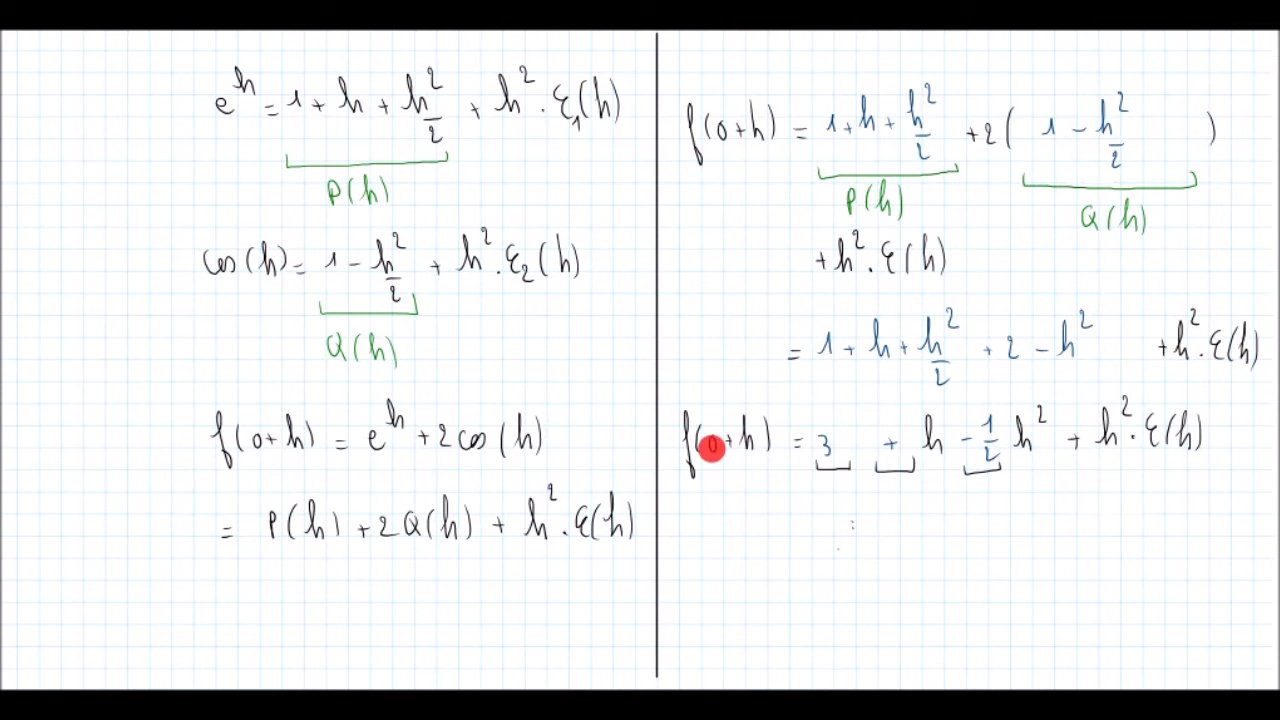 e^h = 1 + h + h²/2 + h² · ε₁(h)
P(h)
cos(h) = 1 - h²/2 + h² · ε₂(h)
Q(h)
f(0+h) = e^h + 2cos(h)
= P(h) + 2Q(h) + h² · ε(h)
f(0+h) = 1 + h + h²/2 + 2( 1 - h²/2 )
P(h) Q(h)
+ h² · ε(h)
= 1 + h + h²/2 + 2 - h² + h² · ε(h)
f(0+h) = 3 + h - 1/2 h² + h² · ε(h)